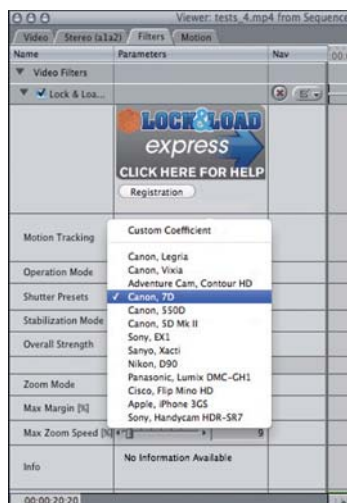 Viewer: tests_4.mp4 from Sequence
Video Stereo (a1a2) Filters Motion
Name Parameters Nav
Video Filters
Lock & Loa...
LOCK & LOAD
express
CLICK HERE FOR HELP
Registration
Motion Tracking
Custom Coefficient
Canon, Legria
Operation Mode
Canon, Vixia
Adventure Cam, Contour HD
Shutter Presets
✓ Canon, 7D
Canon, 550D
Stabilization Mode
Canon, 5D Mk II
Sony, EX1
Overall Strength
Sanyo, Xacti
Nikon, D90
Zoom Mode
Panasonic, Lumix DMC-GH1
Cisco, Flip Mino HD
Max Margin [%]
Apple, iPhone 3GS
Sony, Handycam HDR-SR7
Max Zoom Speed [%] 9
Info
No Information Available
00:00:20:20